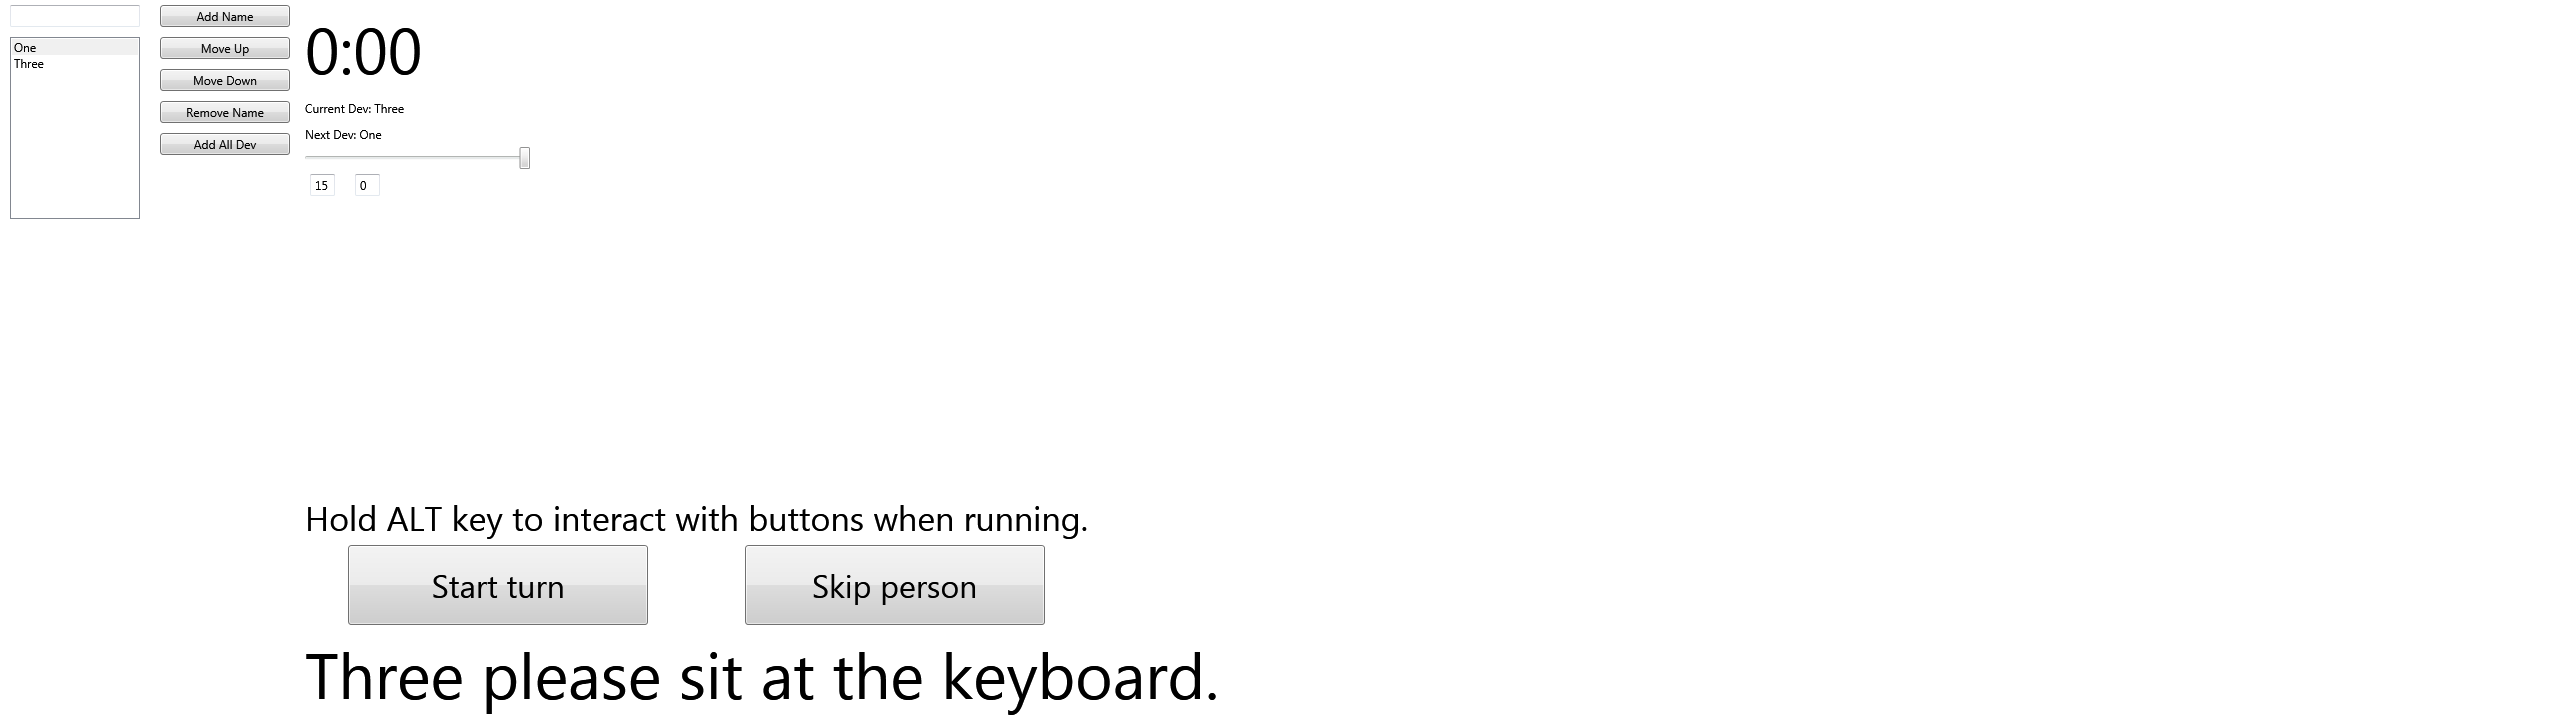 Add Name
One
Three
Move Up
Move Down
Remove Name
Add All Dev
0:00
Current Dev: Three
Next Dev: One
15 0
Hold ALT key to interact with buttons when running.
Start turn Skip person
Three please sit at the keyboard.